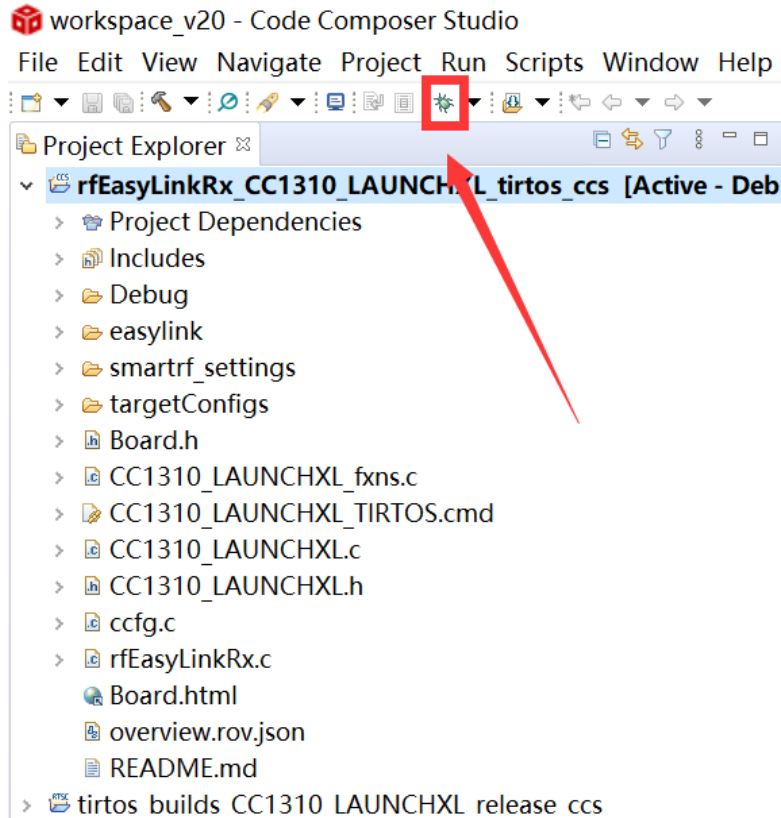 workspace_v20 - Code Composer Studio
File Edit View Navigate Project Run Scripts Window Help
Project Explorer
rfEasyLinkRx_CC1310_LAUNCHXL_tirtos_ccs [Active - Deb
Project Dependencies
Includes
Debug
easylink
smartrf_settings
targetConfigs
Board.h
CC1310_LAUNCHXL_fxns.c
CC1310_LAUNCHXL_TIRTOS.cmd
CC1310_LAUNCHXL.c
CC1310_LAUNCHXL.h
ccfg.c
rfEasyLinkRx.c
Board.html
overview.rov.json
README.md
tirtos_builds_CC1310_LAUNCHXL_release_ccs